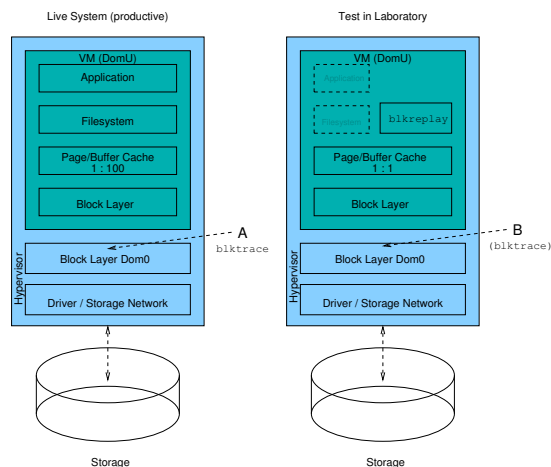 Live System (productive)
VM (DomU)
Application
Filesystem
Page/Buffer Cache
1 : 100
Block Layer
A
blktrace
Hypervisor
Block Layer Dom0
Driver / Storage Network
Storage
Test in Laboratory
VM (DomU)
Application
Filesystem
blkreplay
Page/Buffer Cache
1 : 1
Block Layer
B
(blktrace)
Hypervisor
Block Layer Dom0
Driver / Storage Network
Storage